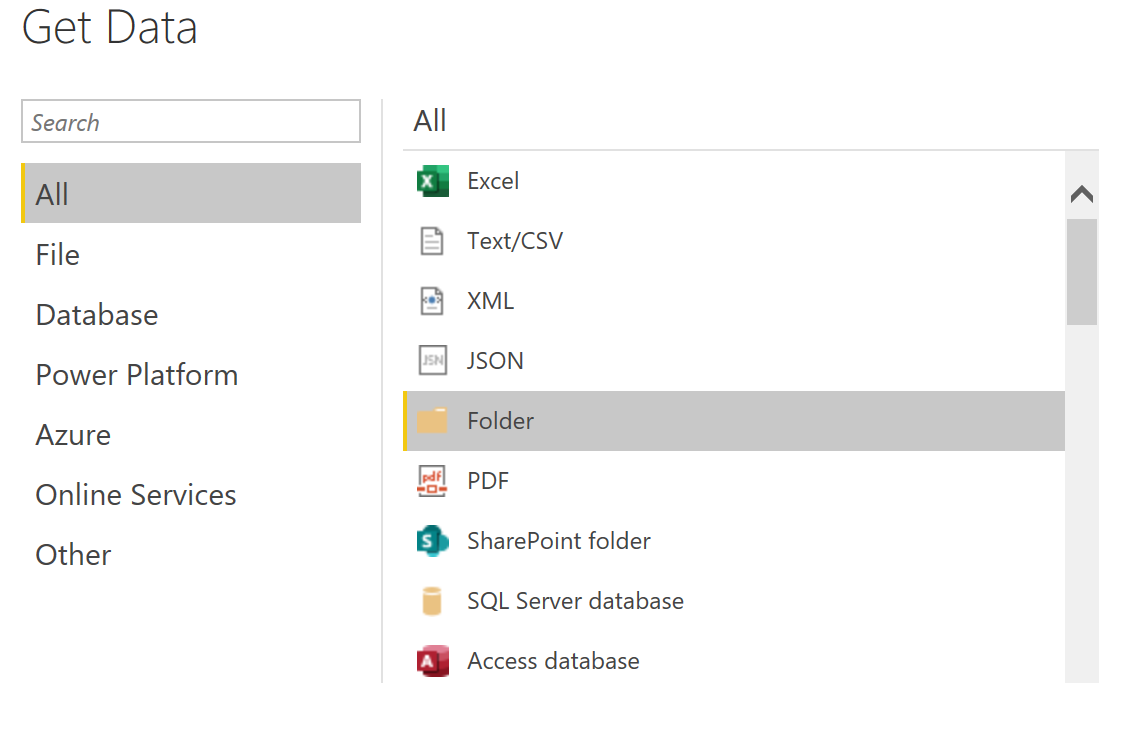 Get Data
Search
All
File
Database
Power Platform
Azure
Online Services
Other
All
Excel
Text/CSV
XML
JSON
Folder
PDF
SharePoint folder
SQL Server database
Access database